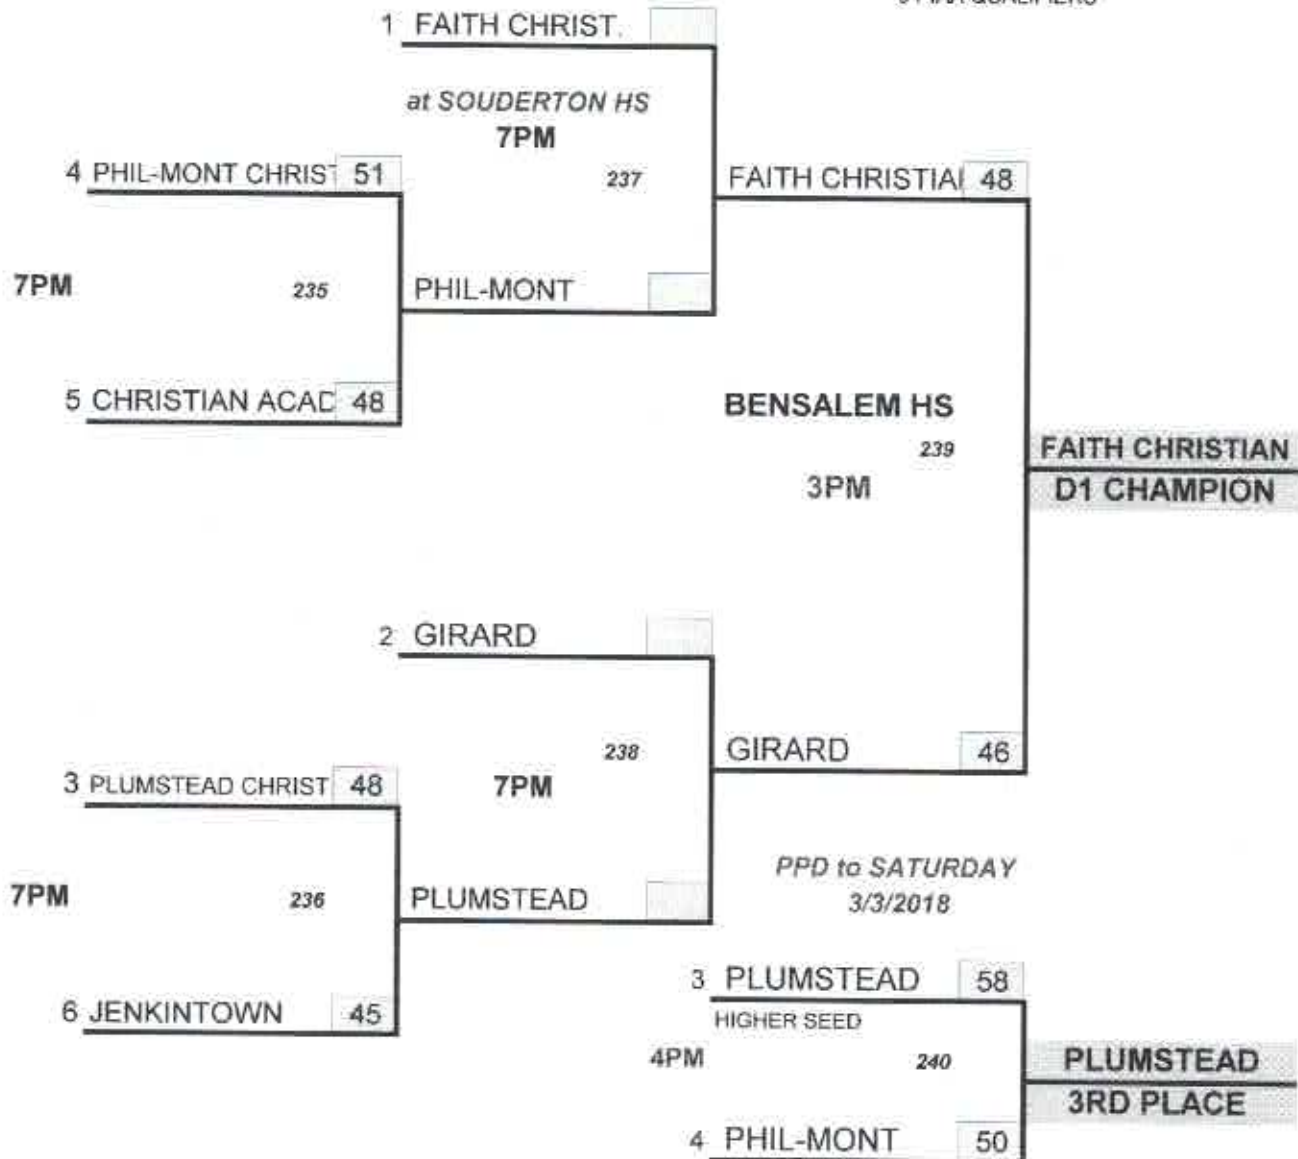 1 FAITH CHRIST.
at SOUDERTON HS
7PM
4 PHIL-MONT CHRIST 51
237
FAITH CHRISTIAN 48
7PM
235
PHIL-MONT
5 CHRISTIAN ACAD 48
BENSALEM HS
239
FAITH CHRISTIAN
3PM
D1 CHAMPION
2 GIRARD
238
GIRARD 46
3 PLUMSTEAD CHRIST 48
7PM
PPD to SATURDAY
3/3/2018
7PM
236
PLUMSTEAD
3 PLUMSTEAD 58
6 JENKINTOWN 45
HIGHER SEED
4PM
240
PLUMSTEAD
3RD PLACE
4 PHIL-MONT 50